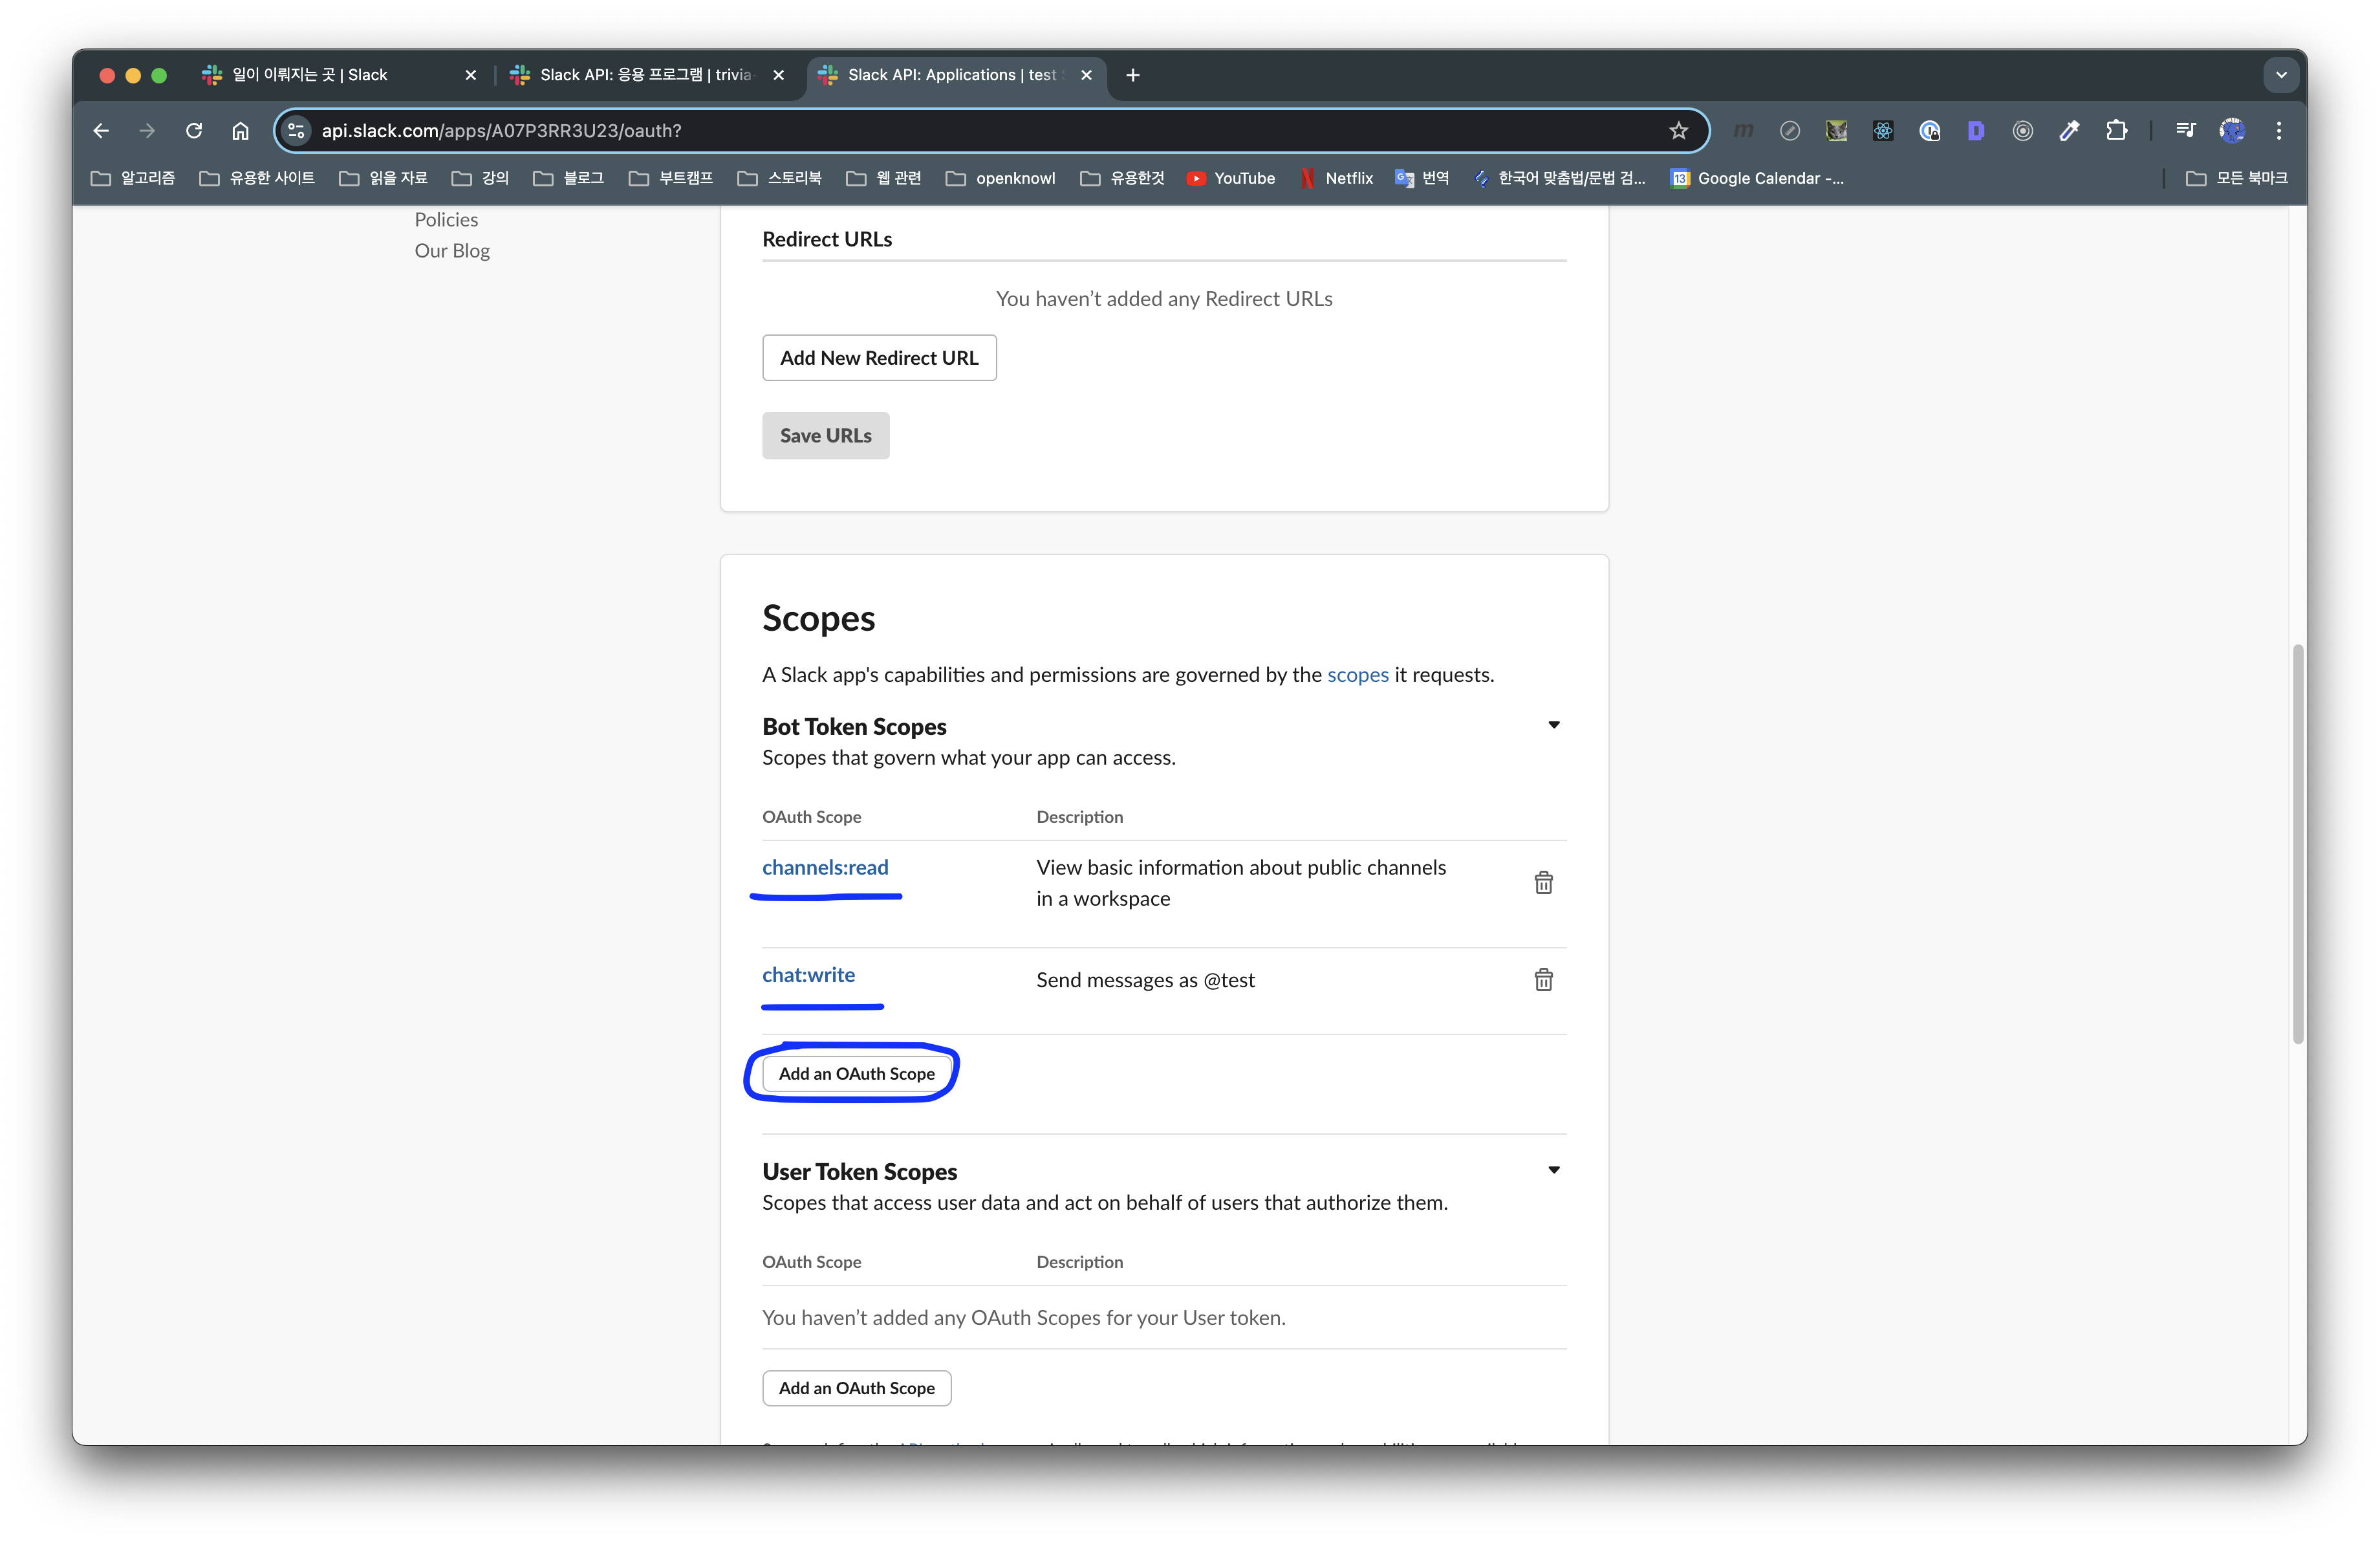 일이 이뤄지는 곳 | Slack
Slack API: 응용 프로그램 | trivia-
Slack API: Applications | test
api.slack.com/apps/A07P3RR3U23/oauth?
알고리즘 유용한 사이트 읽을 자료 강의 블로그 부트캠프 스토리북 웹 관련 openknowl 유용한것 YouTube Netflix 번역 한국어 맞춤법/문법 검... 13 Google Calendar -... 모든 북마크
Policies
Our Blog
Redirect URLs
You haven’t added any Redirect URLs
Add New Redirect URL
Save URLs
Scopes
A Slack app's capabilities and permissions are governed by the scopes it requests.
Bot Token Scopes
Scopes that govern what your app can access.
OAuth Scope Description
channels:read View basic information about public channels
in a workspace
chat:write Send messages as @test
Add an OAuth Scope
User Token Scopes
Scopes that access user data and act on behalf of users that authorize them.
OAuth Scope Description
You haven’t added any OAuth Scopes for your User token.
Add an OAuth Scope